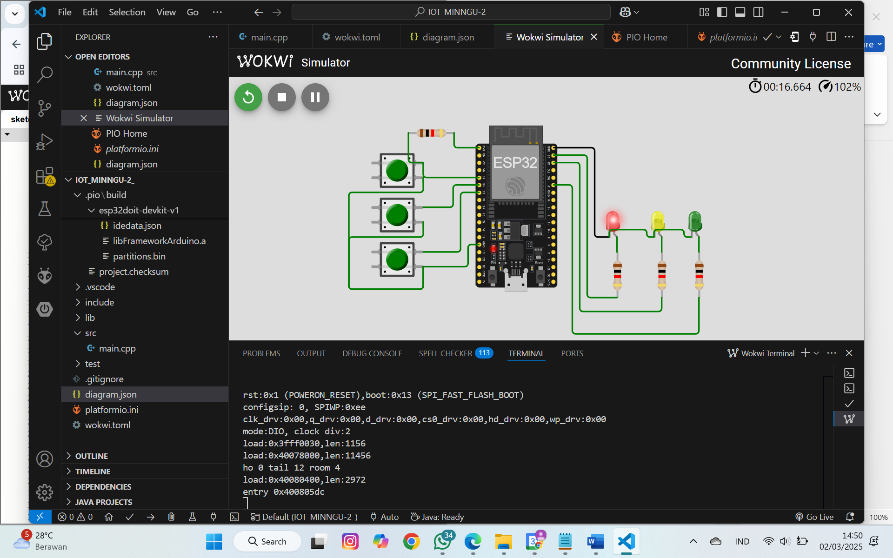 File Edit Selection View Go ··· IOT MINNGU-2
EXPLORER
OPEN EDITORS
main.cpp src
wokwi.toml
diagram.json
Wokwi Simulator
PIO Home
platformio.ini
diagram.json
IOT_MINNGU-2_
.pio \ build
esp32doit-devkit-v1
idedata.json
libFrameworkArduino.a
partitions.bin
project.checksum
.vscode
include
lib
src
main.cpp
test
.gitignore
diagram.json
platformio.ini
wokwi.toml
OUTLINE
TIMELINE
DEPENDENCIES
JAVA PROJECTS
main.cpp wokwi.toml diagram.json Wokwi Simulator PIO Home platformio.in
WOKWI Simulator Community License
00:16.664 102%
ESP32
PROBLEMS OUTPUT DEBUG CONSOLE SPELL CHECKER 113 TERMINAL PORTS Wokwi Terminal
rst:0x1 (POWERON_RESET),boot:0x13 (SPI_FAST_FLASH_BOOT)
configsip: 0, SPIWP:0xee
clk_drv:0x00,q_drv:0x00,d_drv:0x00,cs0_drv:0x00,hd_drv:0x00,wp_drv:0x00
mode:DIO, clock div:2
load:0x3fff0030,len:1156
load:0x40078000,len:11456
ho 0 tail 12 room 4
load:0x40080400,len:2972
entry 0x400805dc
0 0 Default (IOT MINNGU-2 ) Auto Java: Ready Go Live
100%
5 28°C
Berawan
Search
34
IND
14:50
02/03/2025